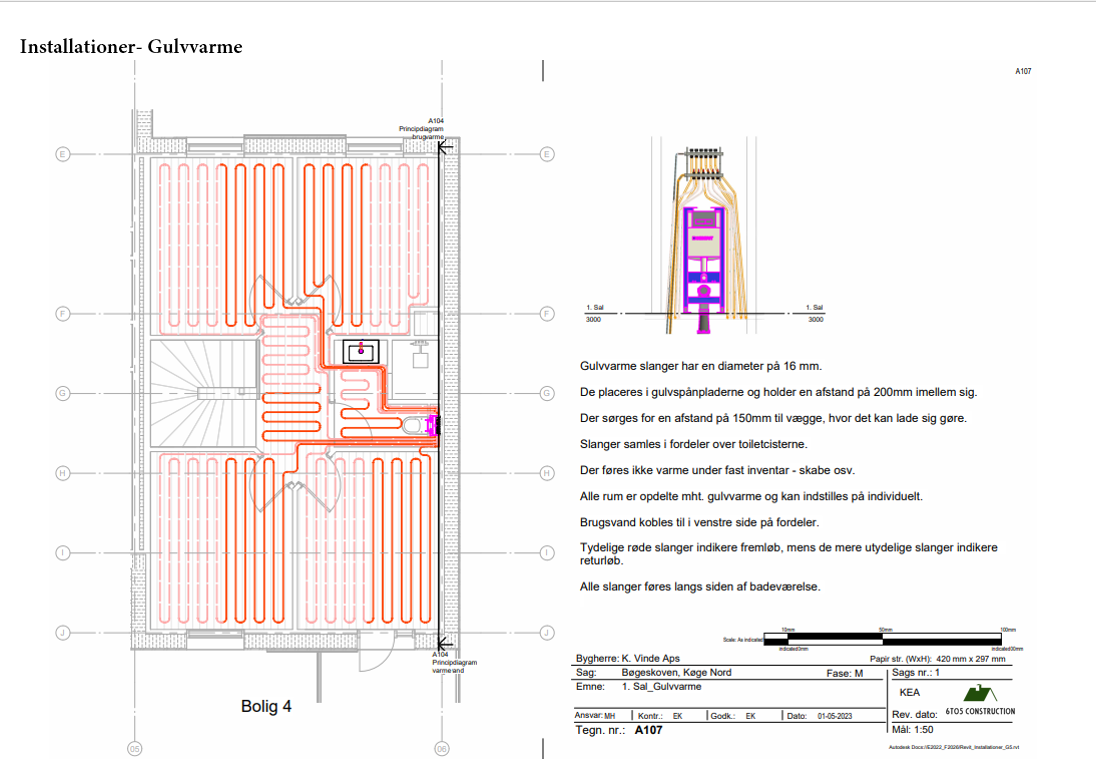 Installationer- Gulvvarme
A107
A104
Principdiagram
brugvarme
E
E
1. Sal
3000
1. Sal
3000
F
F
Gulvvarme slanger har en diameter på 16 mm.
De placeres i gulvspånpladerne og holder en afstand på 200mm imellem sig.
G
G
Der sørges for en afstand på 150mm til vægge, hvor det kan lade sig gøre.
Slanger samles i fordeler over toiletcisterne.
H
H
Der føres ikke varme under fast inventar - skabe osv.
Alle rum er opdelte mht. gulvvarme og kan indstilles på individuelt.
Brugsvand kobles til i venstre side på fordeler.
I
I
Tydelige røde slanger indikere fremløb, mens de mere utydelige slanger indikere
returløb.
Alle slanger føres langs siden af badeværelse.
J
J
A104
Principdiagram
Bolig 4
05
06
10mm 50mm 100mm
Scale: As indicated
Bygherre: K. Vinde Aps Papir str. (WxH): 420 mm x 297 mm
Sag: Bøgeskoven, Køge Nord Fase: M Sags nr.: 1
Emne: 1. Sal_Gulvvarme
KEA
6TO5 CONSTRUCTION
Ansvar: MH Kontr.: EK Godk.: EK Dato: 01-05-2023 Rev. dato:
Tegn. nr.: A107 Mål: 1:50